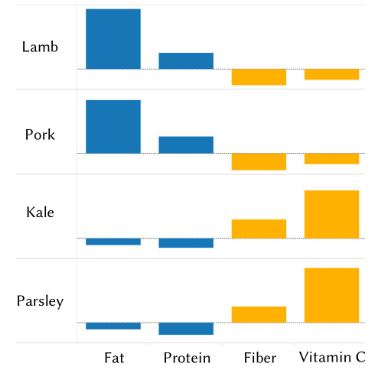 Lamb
Pork
Kale
Parsley
Fat Protein Fiber Vitamin C